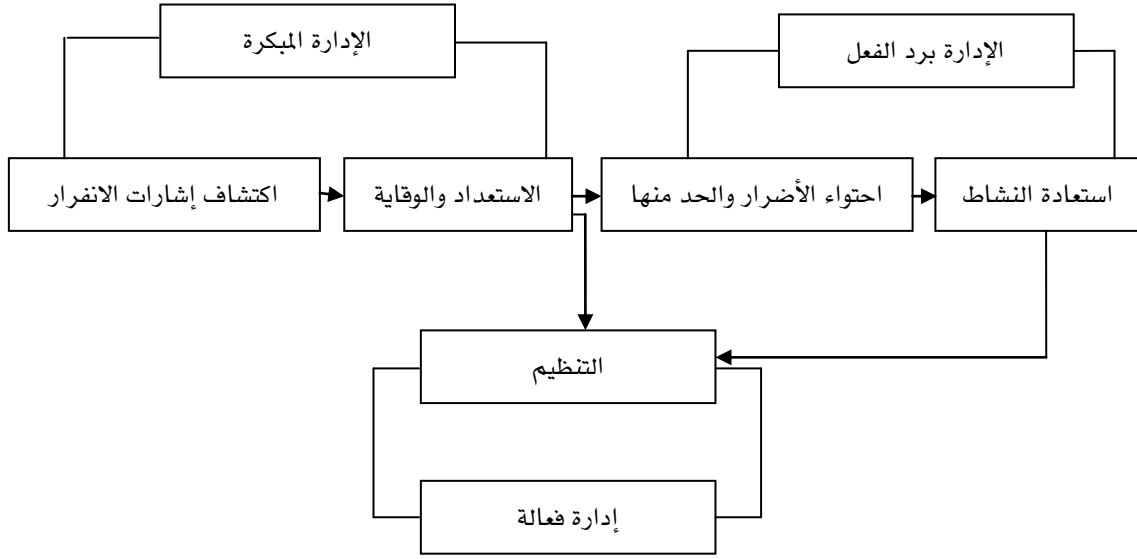 الإدارة المبكرة
الإدارة برد الفعل
اكتشاف إشارات الانفرار
الاستعداد والوقاية
احتواء الأضرار والحد منها
استعادة النشاط
التنظيم
إدارة فعالة